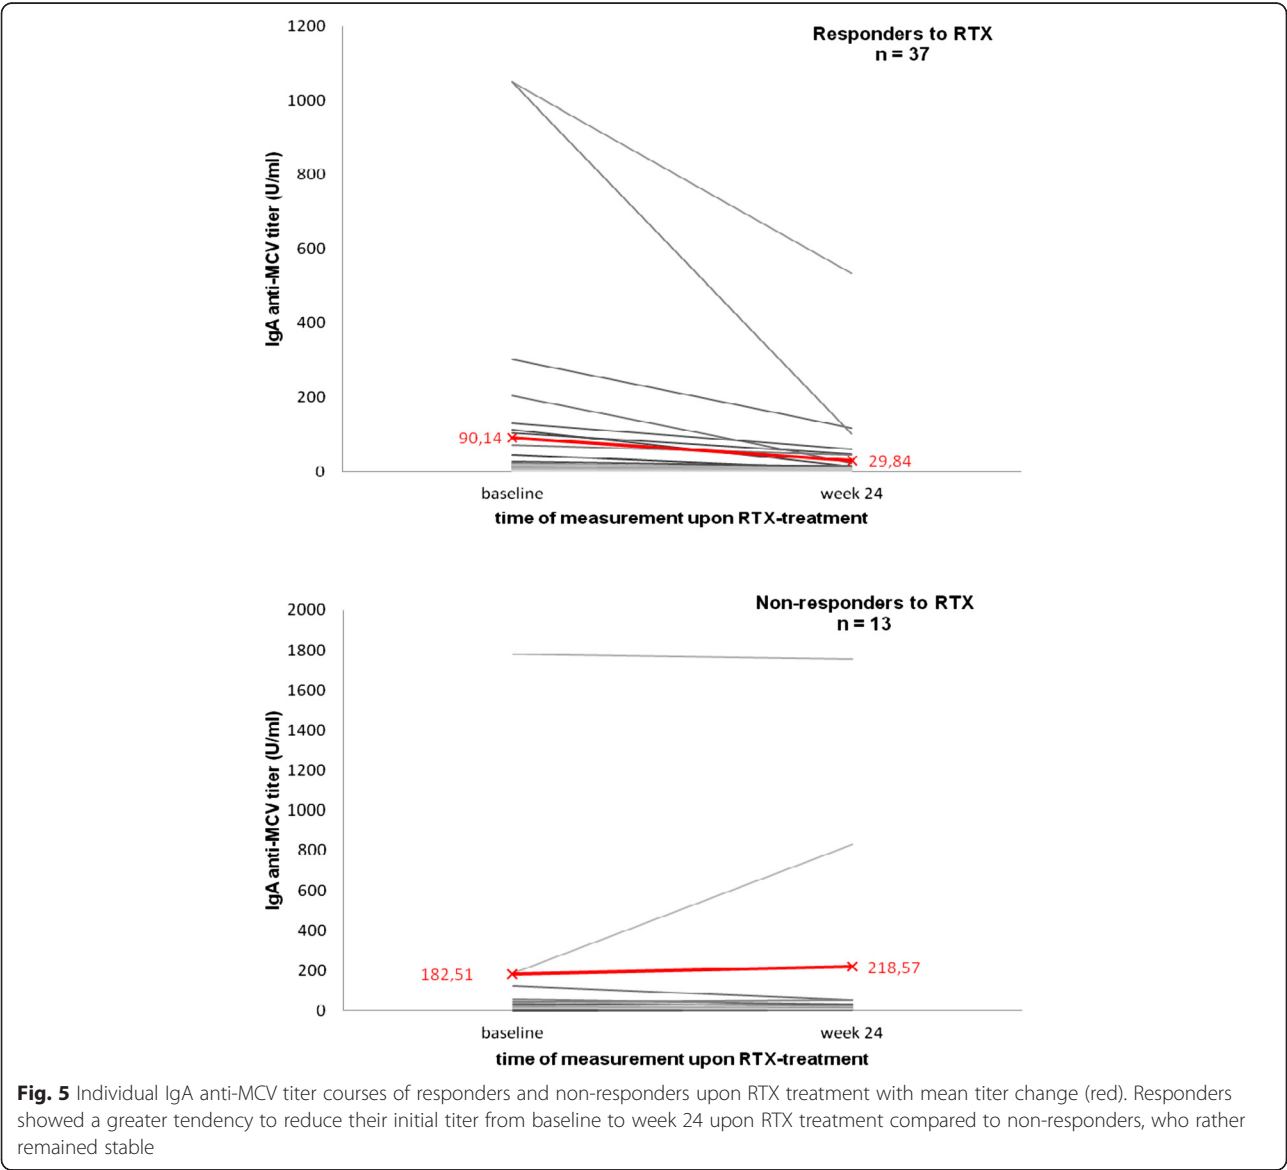 Responders to RTX
n = 37
IgA anti-MCV titer (U/ml)
1200
1000
800
600
400
200
0
90,14
29,84
baseline
week 24
time of measurement upon RTX-treatment
Non-responders to RTX
n = 13
IgA anti-MCV titer (U/ml)
2000
1800
1600
1400
1200
1000
800
600
400
200
0
182,51
218,57
baseline
week 24
time of measurement upon RTX-treatment
Fig. 5 Individual IgA anti-MCV titer courses of responders and non-responders upon RTX treatment with mean titer change (red). Responders
showed a greater tendency to reduce their initial titer from baseline to week 24 upon RTX treatment compared to non-responders, who rather
remained stable